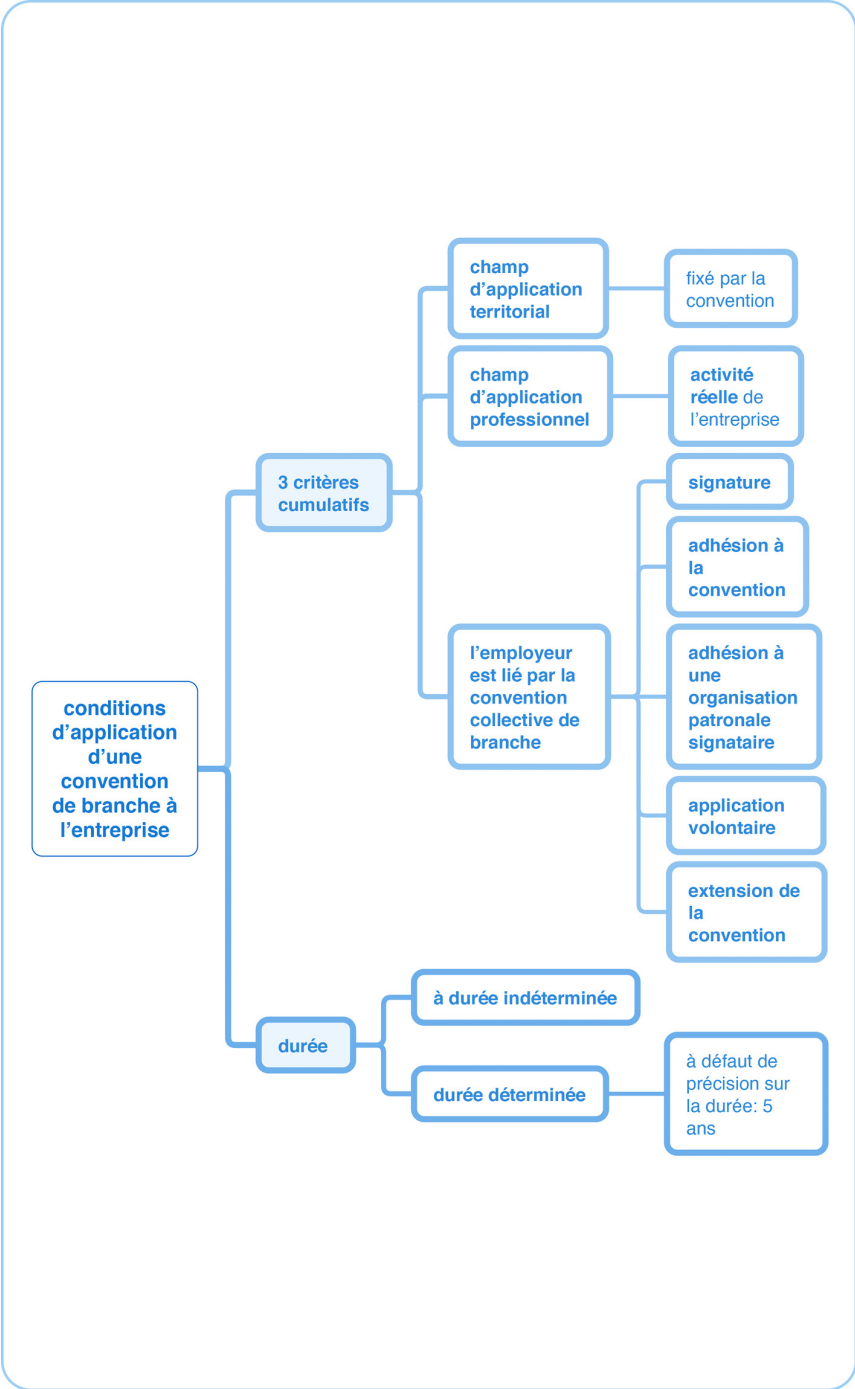 conditions
d’application
d’une
convention
de branche à
l’entreprise
3 critères
cumulatifs
champ
d’application
territorial
fixé par la
convention
champ
d’application
professionnel
activité
réelle de
l’entreprise
l’employeur
est lié par la
convention
collective de
branche
signature
adhésion à
la
convention
adhésion à
une
organisation
patronale
signataire
application
volontaire
extension de
la
convention
durée
à durée indéterminée
durée déterminée
à défaut de
précision sur
la durée: 5
ans